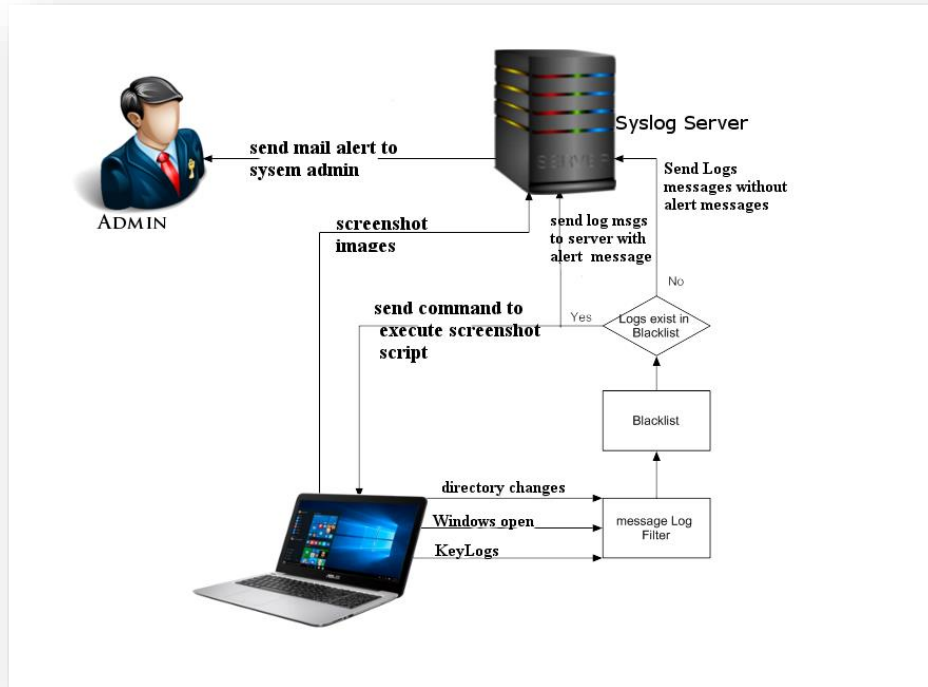 Syslog Server
send mail alert to
sysem admin
ADMIN
Send Logs
messages without
alert messages
screenshot
images
send log msgs
to server with
alert message
No
send command to
execute screenshot
script
Yes
Logs exist in
Blacklist
Blacklist
directory changes
Windows open
KeyLogs
message Log
Filter